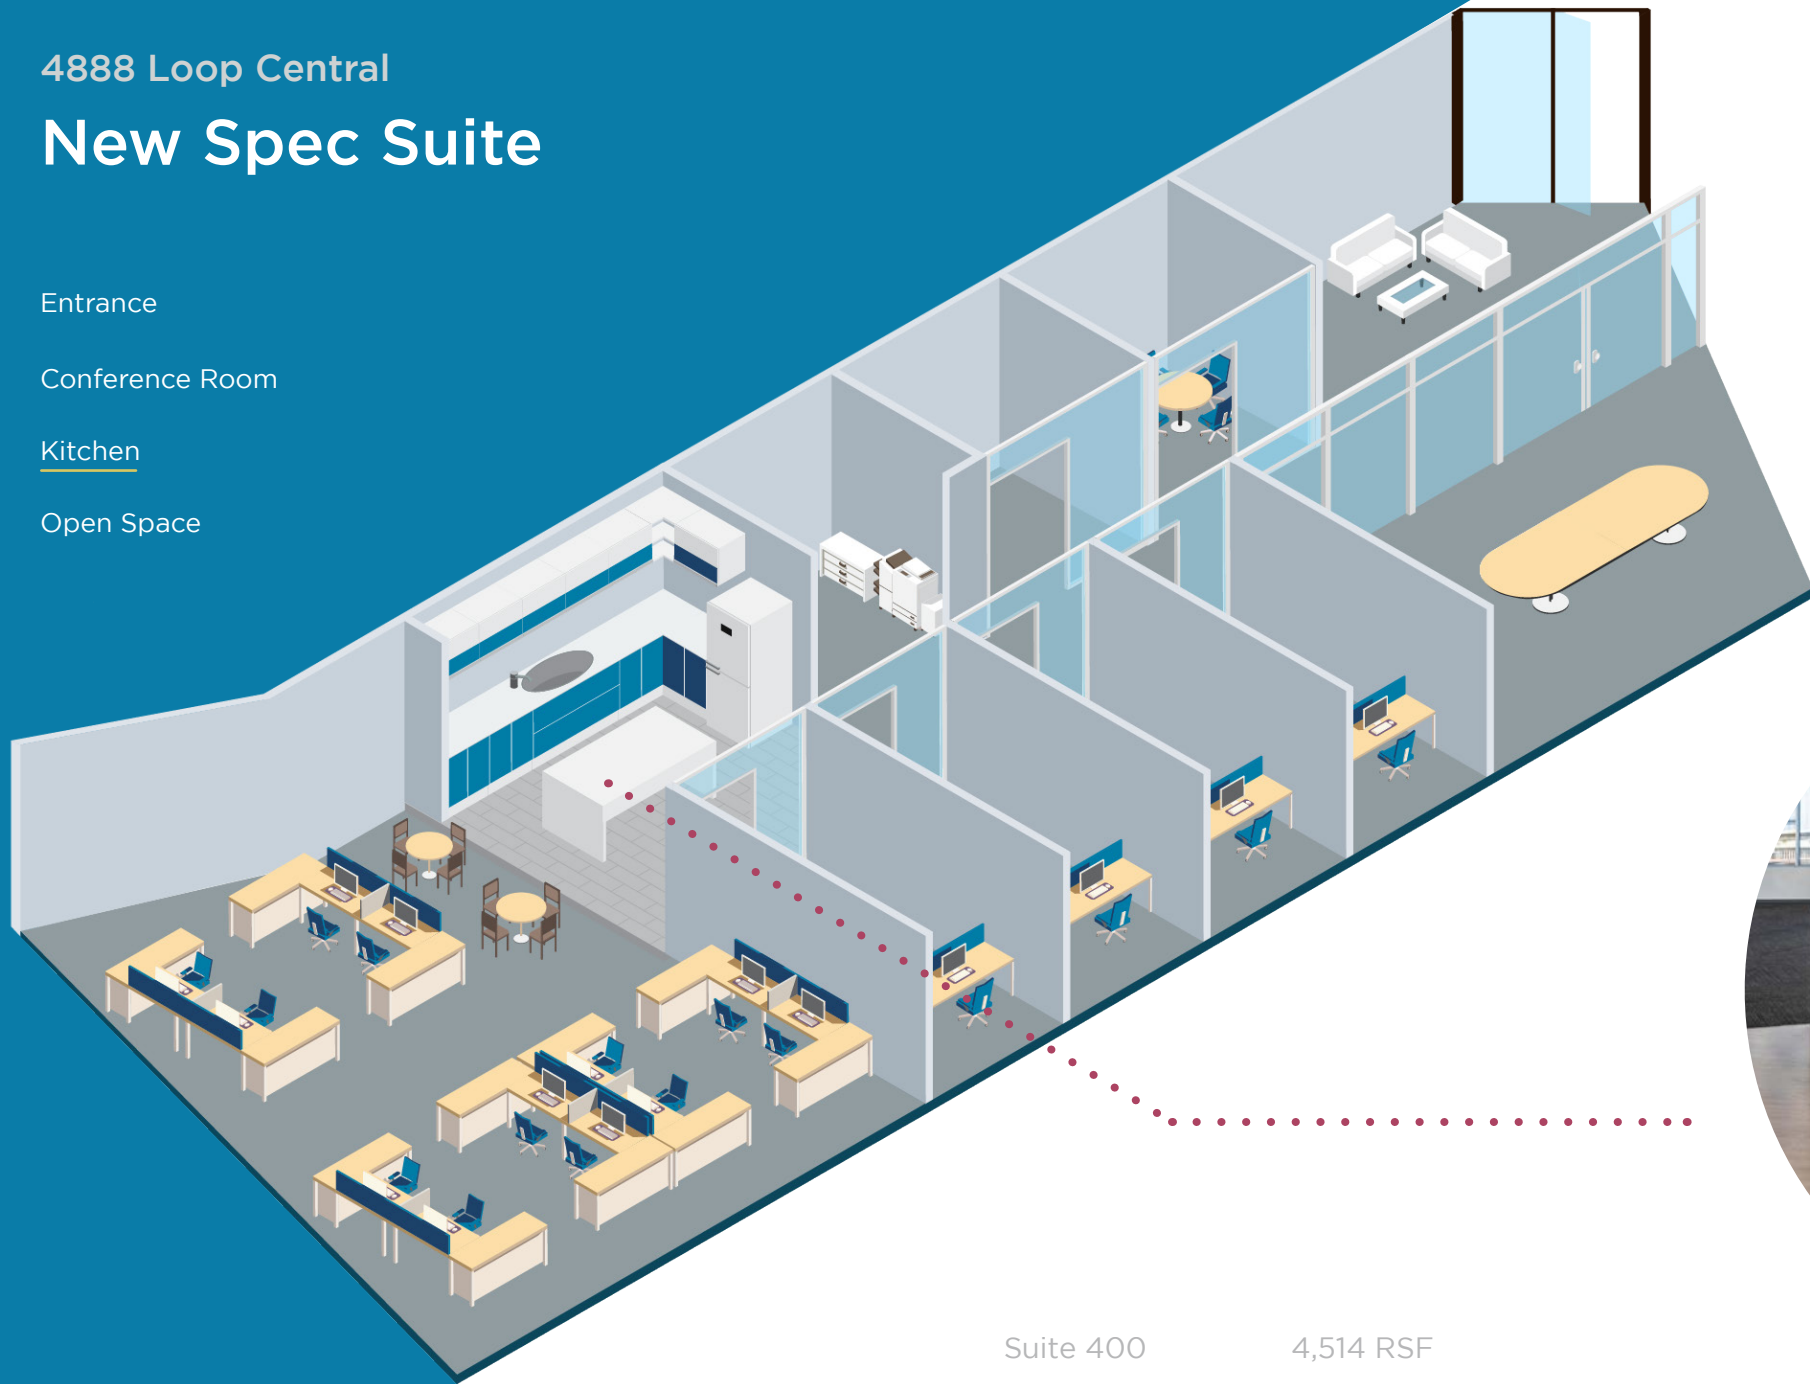 4888 Loop Central
New Spec Suite
Entrance
Conference Room
Kitchen
Open Space
Suite 400
4,514 RSF